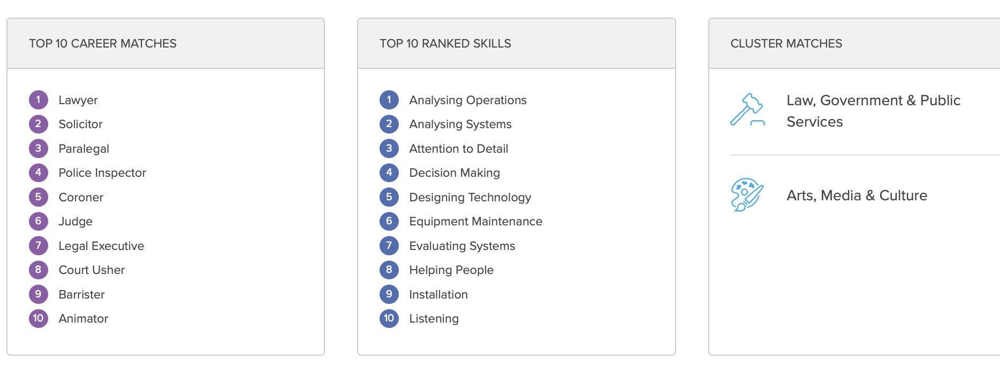 TOP 10 CAREER MATCHES
1 Lawyer
2 Solicitor
3 Paralegal
4 Police Inspector
5 Coroner
6 Judge
7 Legal Executive
8 Court Usher
9 Barrister
10 Animator
TOP 10 RANKED SKILLS
1 Analysing Operations
2 Analysing Systems
3 Attention to Detail
4 Decision Making
5 Designing Technology
6 Equipment Maintenance
7 Evaluating Systems
8 Helping People
9 Installation
10 Listening
CLUSTER MATCHES
Law, Government & Public
Services
Arts, Media & Culture